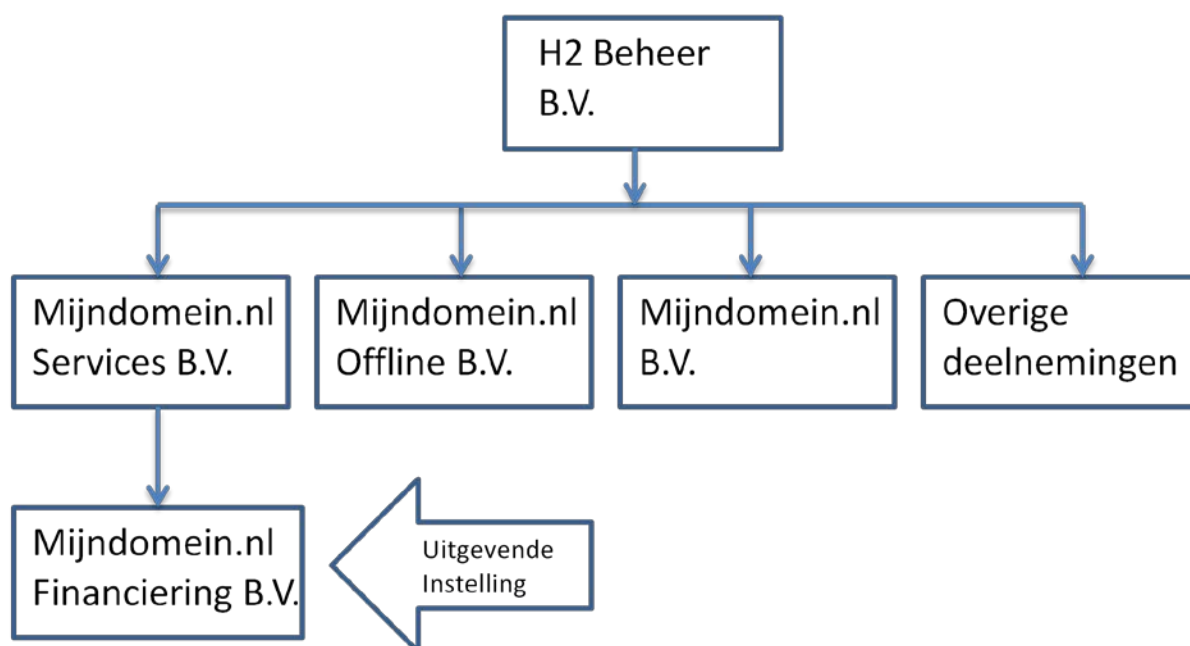 H2 Beheer
B.V.
Mijndomein.nl
Services B.V.
Mijndomein.nl
Offline B.V.
Mijndomein.nl
B.V.
Overige
deelnemingen
Mijndomein.nl
Financiering B.V.
Uitgevende
Instelling